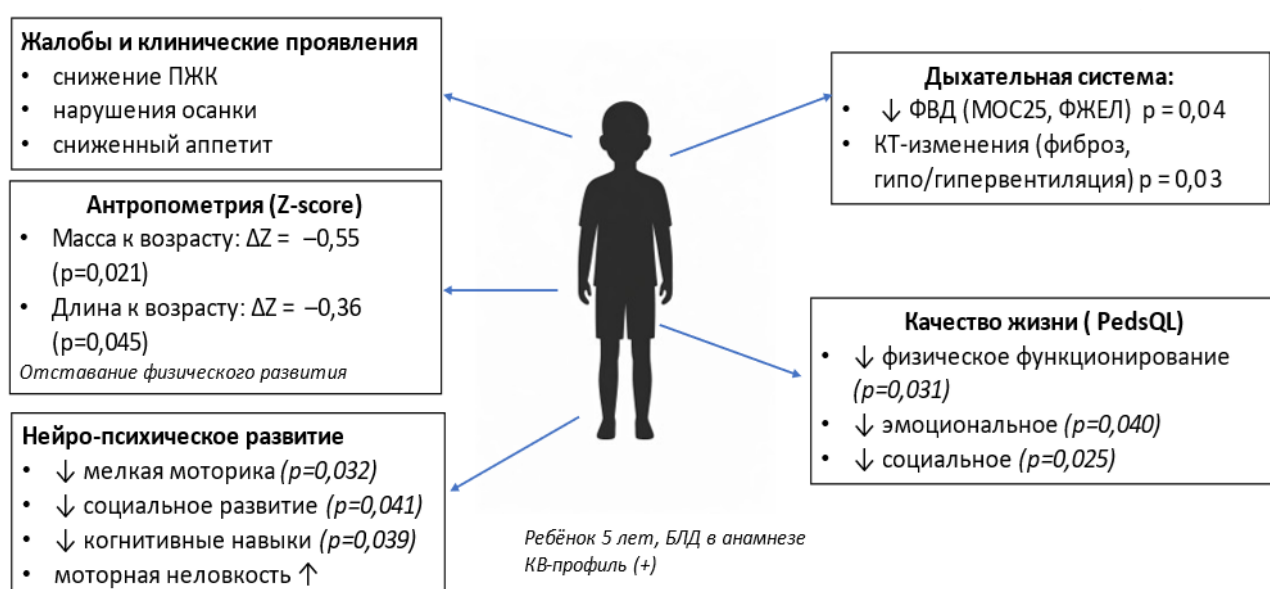 Жалобы и клинические проявления
• снижение ПЖК
• нарушения осанки
• сниженный аппетит
Антропометрия (Z-score)
• Масса к возрасту: ΔZ = –0,55
(p=0,021)
• Длина к возрасту: ΔZ = –0,36
(p=0,045)
Отставание физического развития
Нейро-психическое развитие
• ↓ мелкая моторика (p=0,032)
• ↓ социальное развитие (p=0,041)
• ↓ когнитивные навыки (p=0,039)
• моторная неловкость ↑
Дыхательная система:
• ↓ ФВД (МОС25, ФЖЕЛ) p = 0,04
• КТ-изменения (фиброз,
гипо/гипервентиляция) p = 0,03
Качество жизни ( PedsQL)
• ↓ физическое функционирование
(p=0,031)
• ↓ эмоциональное (p=0,040)
• ↓ социальное (p=0,025)
Ребёнок 5 лет, БЛД в анамнезе
КВ-профиль (+)